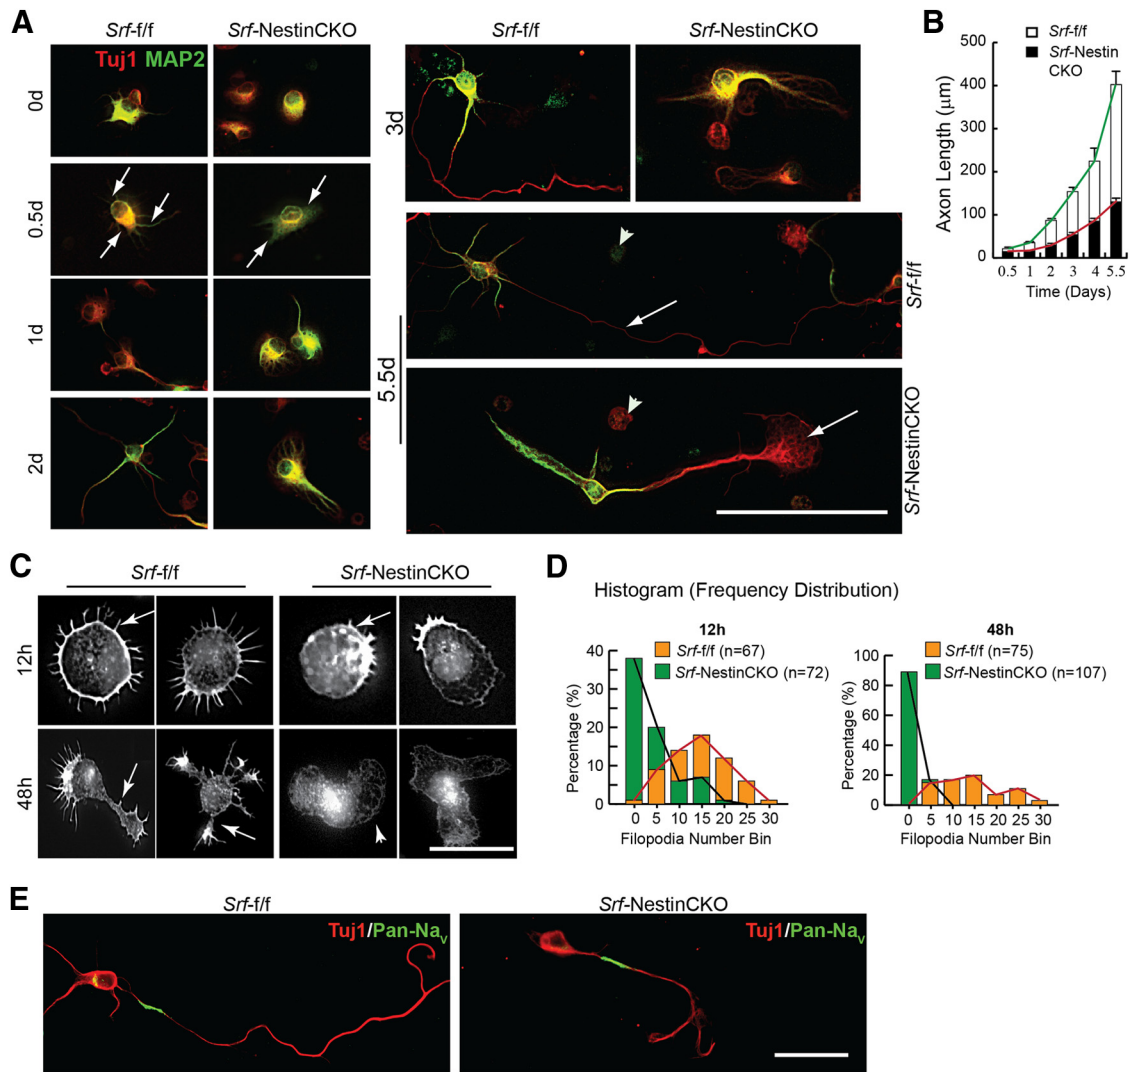 A
Srf-f/f
Srf-NestinCKO
Tuj1 MAP2
0d
0.5d
1d
2d
Srf-f/f
Srf-NestinCKO
3d
5.5d
Srf-f/f
Srf-NestinCKO
B
Srf-f/f
Srf-Nestin
CKO
Axon Length (μm)
500
400
300
200
100
0
0.5 1 2 3 4 5.5
Time (Days)
C
Srf-f/f
Srf-NestinCKO
12h
48h
D
Histogram (Frequency Distribution)
12h
Srf-f/f (n=67)
Srf-NestinCKO (n=72)
Percentage (%)
40
30
20
10
0
0 5 10 15 20 25 30
Filopodia Number Bin
48h
Srf-f/f (n=75)
Srf-NestinCKO (n=107)
Percentage (%)
100
80
60
40
20
0
0 5 10 15 20 25 30
Filopodia Number Bin
E
Srf-f/f
Srf-NestinCKO
Tuj1/Pan-Nav
Tuj1/Pan-Nav